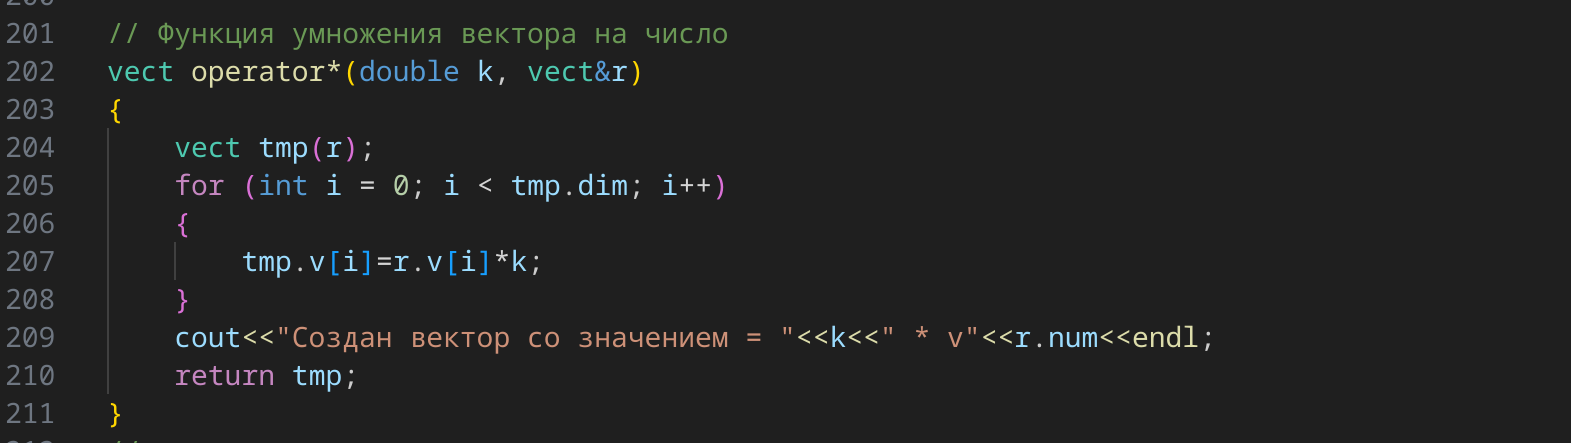 201 // Функция умножения вектора на число
202 vect operator*(double k, vect&r)
203 {
204 vect tmp(r);
205 for (int i = 0; i < tmp.dim; i++)
206 {
207 tmp.v[i]=r.v[i]*k;
208 }
209 cout<<"Создан вектор со значением = "<<k<<" * v"<<r.num<<endl;
210 return tmp;
211 }